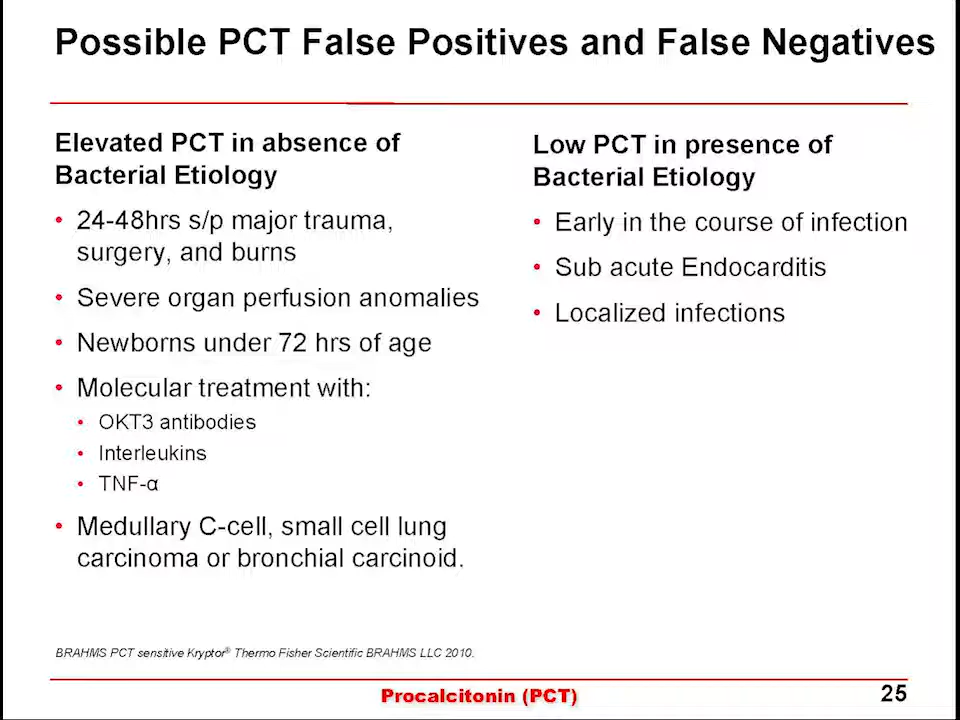 Possible PCT False Positives and False Negatives
Elevated PCT in absence of
Bacterial Etiology
• 24-48hrs s/p major trauma,
surgery, and burns
• Severe organ perfusion anomalies
• Newborns under 72 hrs of age
• Molecular treatment with:
• OKT3 antibodies
• Interleukins
• TNF-α
• Medullary C-cell, small cell lung
carcinoma or bronchial carcinoid.
Low PCT in presence of
Bacterial Etiology
• Early in the course of infection
• Sub acute Endocarditis
• Localized infections
BRAHMS PCT sensitive Kryptor® Thermo Fisher Scientific BRAHMS LLC 2010.
Procalcitonin (PCT)
25